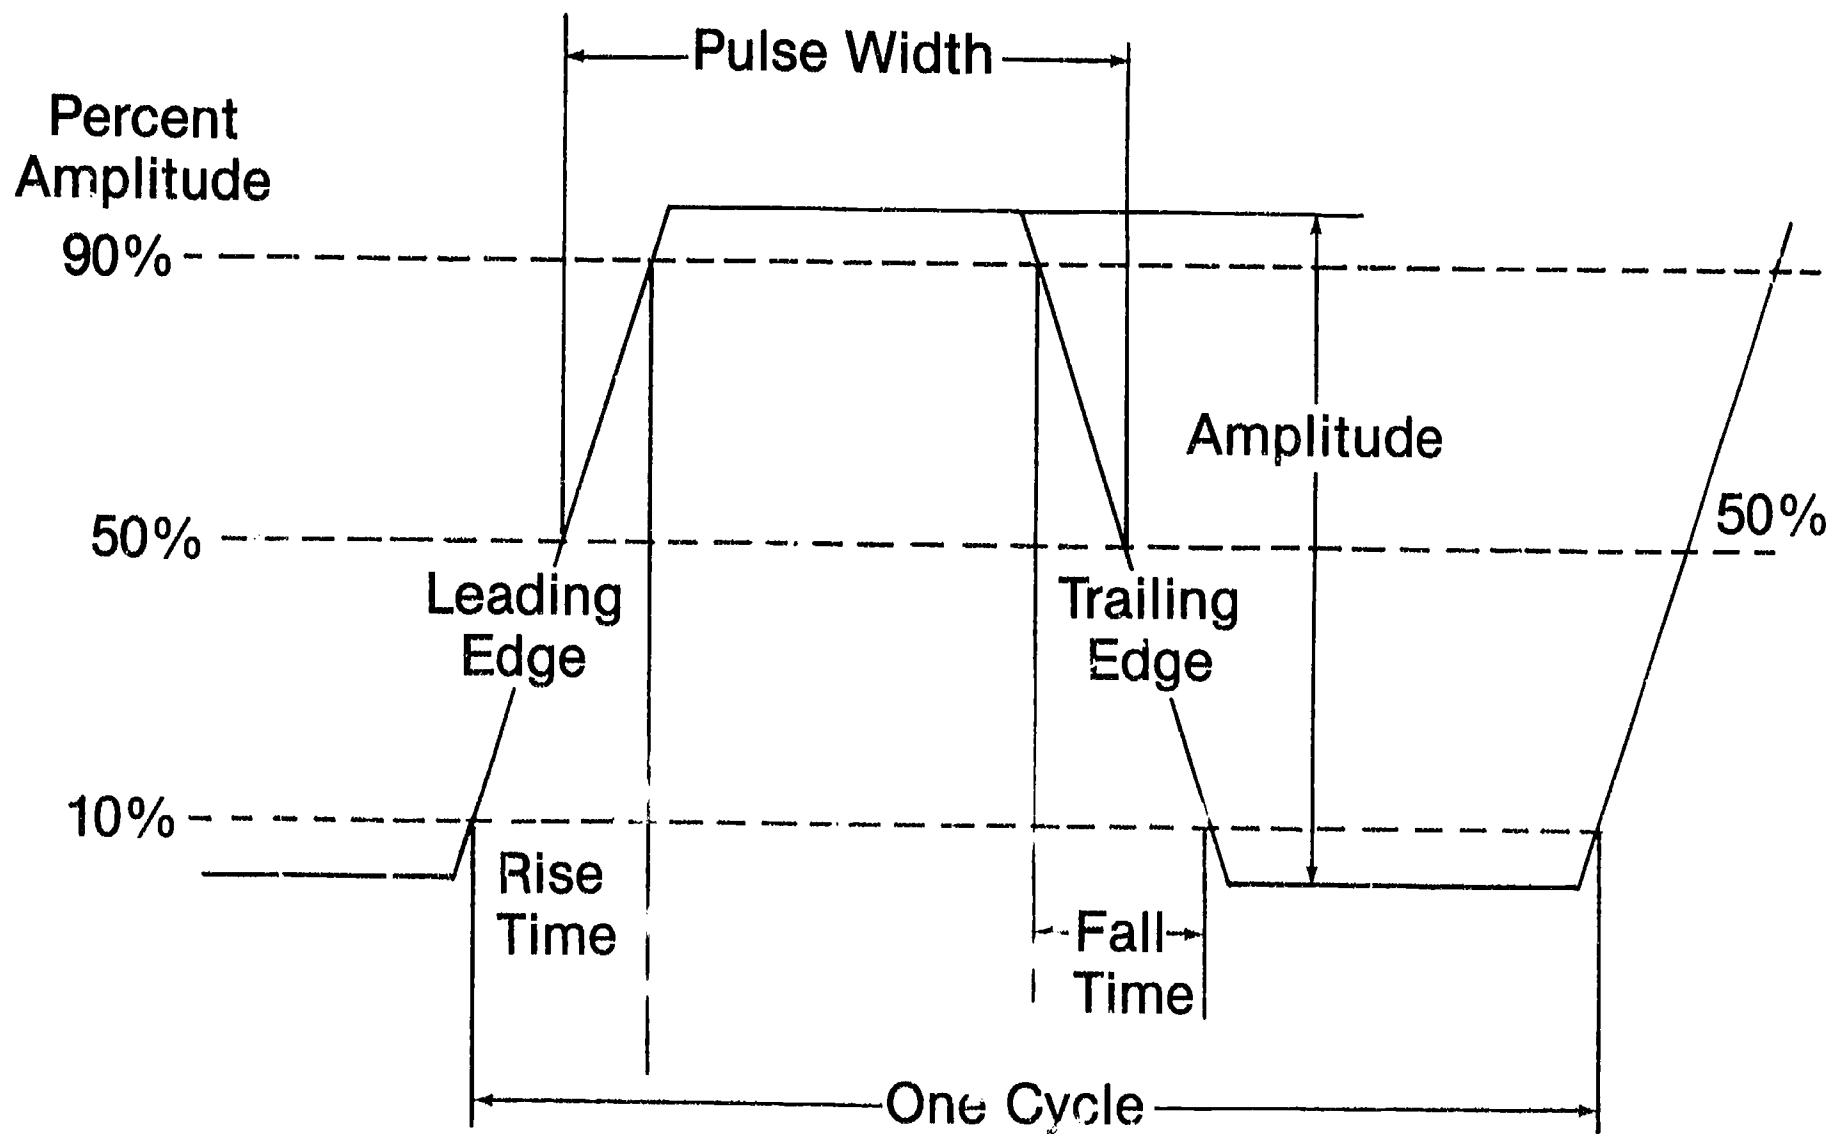 Pulse Width
Percent
Amplitude
90%
Amplitude
50%
50%
Leading
Edge
Trailing
Edge
10%
Rise
Time
Fall
Time
One Cycle